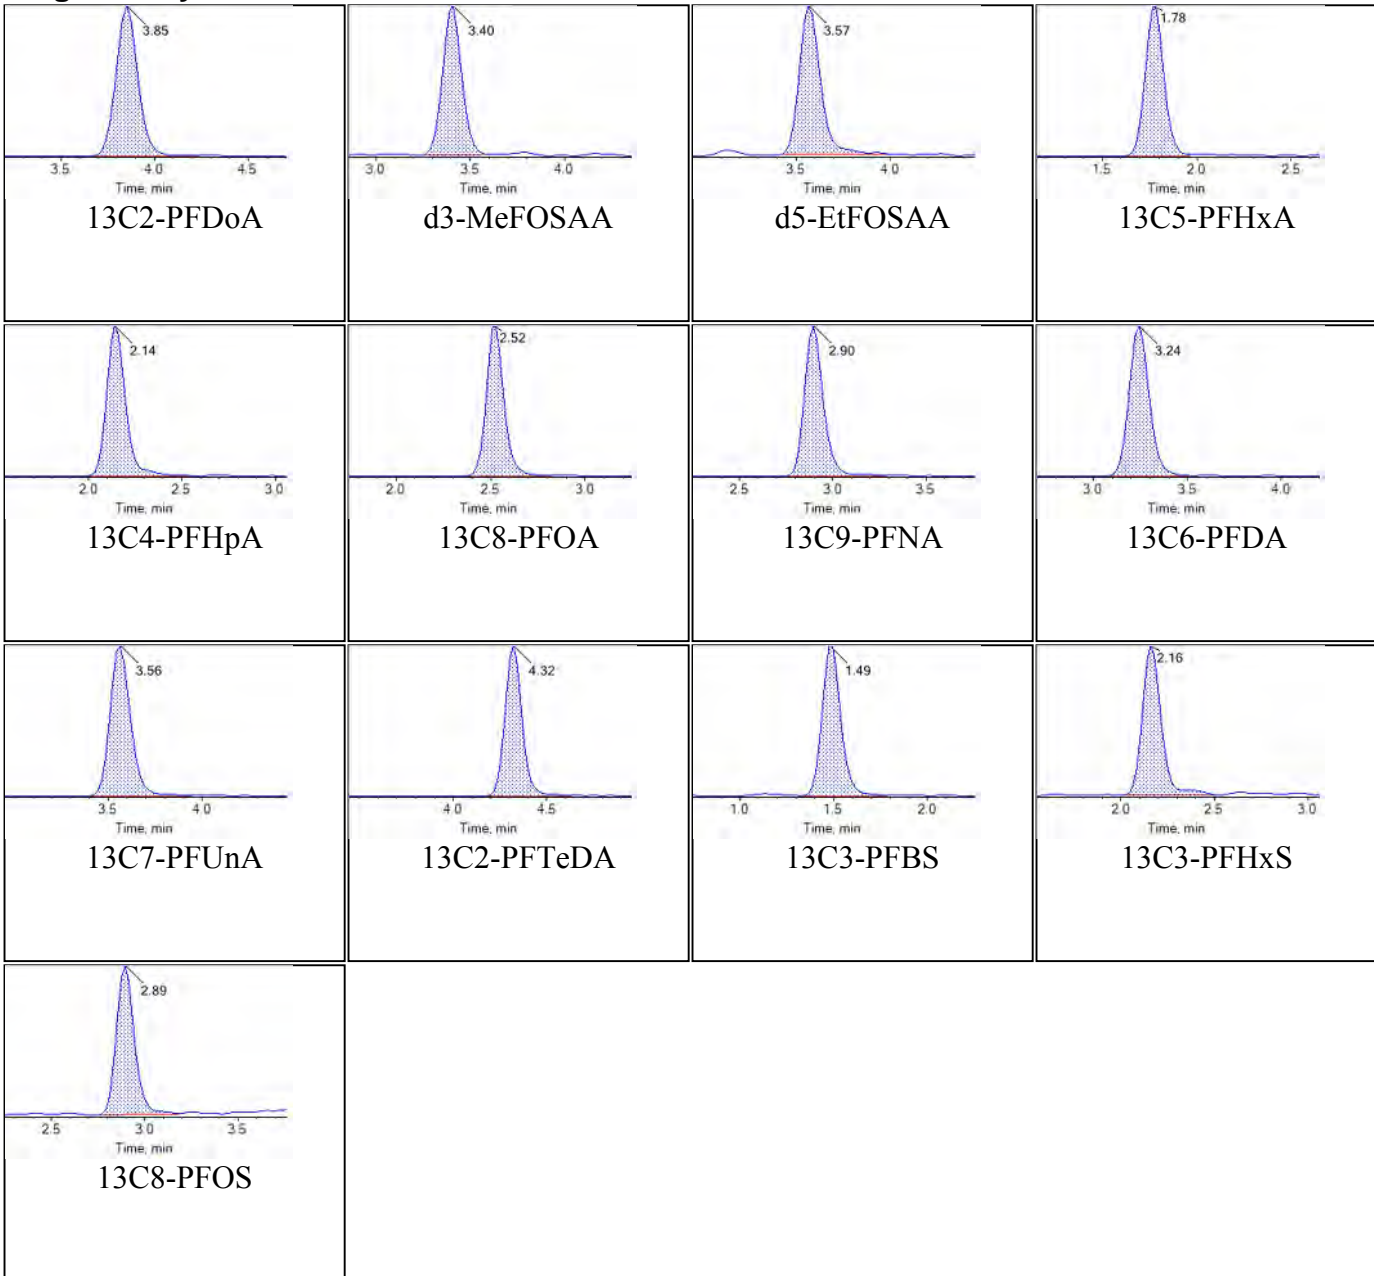 3.85
3.5 4.0 4.5
Time, min
13C2-PFDoA
3.40
3.0 3.5 4.0
Time, min
d3-MeFOSAA
3.57
3.5 4.0
Time, min
d5-EtFOSAA
1.78
1.5 2.0 2.5
Time, min
13C5-PFHxA
2.14
2.0 2.5 3.0
Time, min
13C4-PFHpA
2.52
2.0 2.5 3.0
Time, min
13C8-PFOA
2.90
2.5 3.0 3.5
Time, min
13C9-PFNA
3.24
3.0 3.5 4.0
Time, min
13C6-PFDA
3.56
3.5 4.0
Time, min
13C7-PFUnA
4.32
4.0 4.5
Time, min
13C2-PFTeDA
1.49
1.0 1.5 2.0
Time, min
13C3-PFBS
2.16
2.0 2.5 3.0
Time, min
13C3-PFHxS
2.89
2.5 3.0 3.5
Time, min
13C8-PFOS